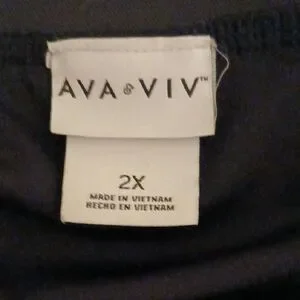 AVA & VIV™
2X
MADE IN VIETNAM
HECHO EN VIETNAM